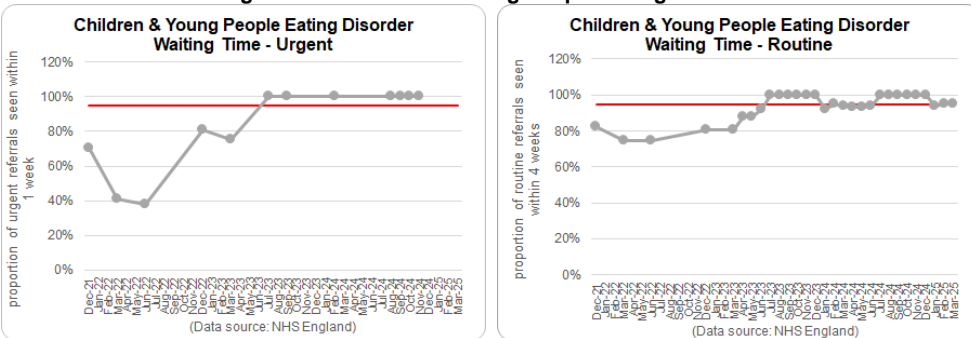 Children & Young People Eating Disorder
Waiting Time - Urgent
120%
100%
80%
60%
40%
20%
0%
proportion of urgent referrals seen within
1 week
Dec-21
Jan-22
Feb-22
Mar-22
Apr-22
May-22
Jun-22
Jul-22
Aug-22
Sep-22
Oct-22
Nov-22
Dec-22
Jan-23
Feb-23
Mar-23
Apr-23
May-23
Jun-23
Jul-23
Aug-23
Sep-23
Oct-23
Nov-23
Dec-23
Jan-24
Feb-24
Mar-24
Apr-24
May-24
Jun-24
Jul-24
Aug-24
Sep-24
Oct-24
Nov-24
Dec-24
Jan-25
Feb-25
Mar-25
(Data source: NHS England)
Children & Young People Eating Disorder
Waiting Time - Routine
120%
100%
80%
60%
40%
20%
0%
proportion of routine referrals seen
within 4 weeks
Dec-21
Jan-22
Feb-22
Mar-22
Apr-22
May-22
Jun-22
Jul-22
Aug-22
Sep-22
Oct-22
Nov-22
Dec-22
Jan-23
Feb-23
Mar-23
Apr-23
May-23
Jun-23
Jul-23
Aug-23
Sep-23
Oct-23
Nov-23
Dec-23
Jan-24
Feb-24
Mar-24
Apr-24
May-24
Jun-24
Jul-24
Aug-24
Sep-24
Oct-24
Nov-24
Dec-24
Jan-25
Feb-25
Mar-25
(Data source: NHS England)